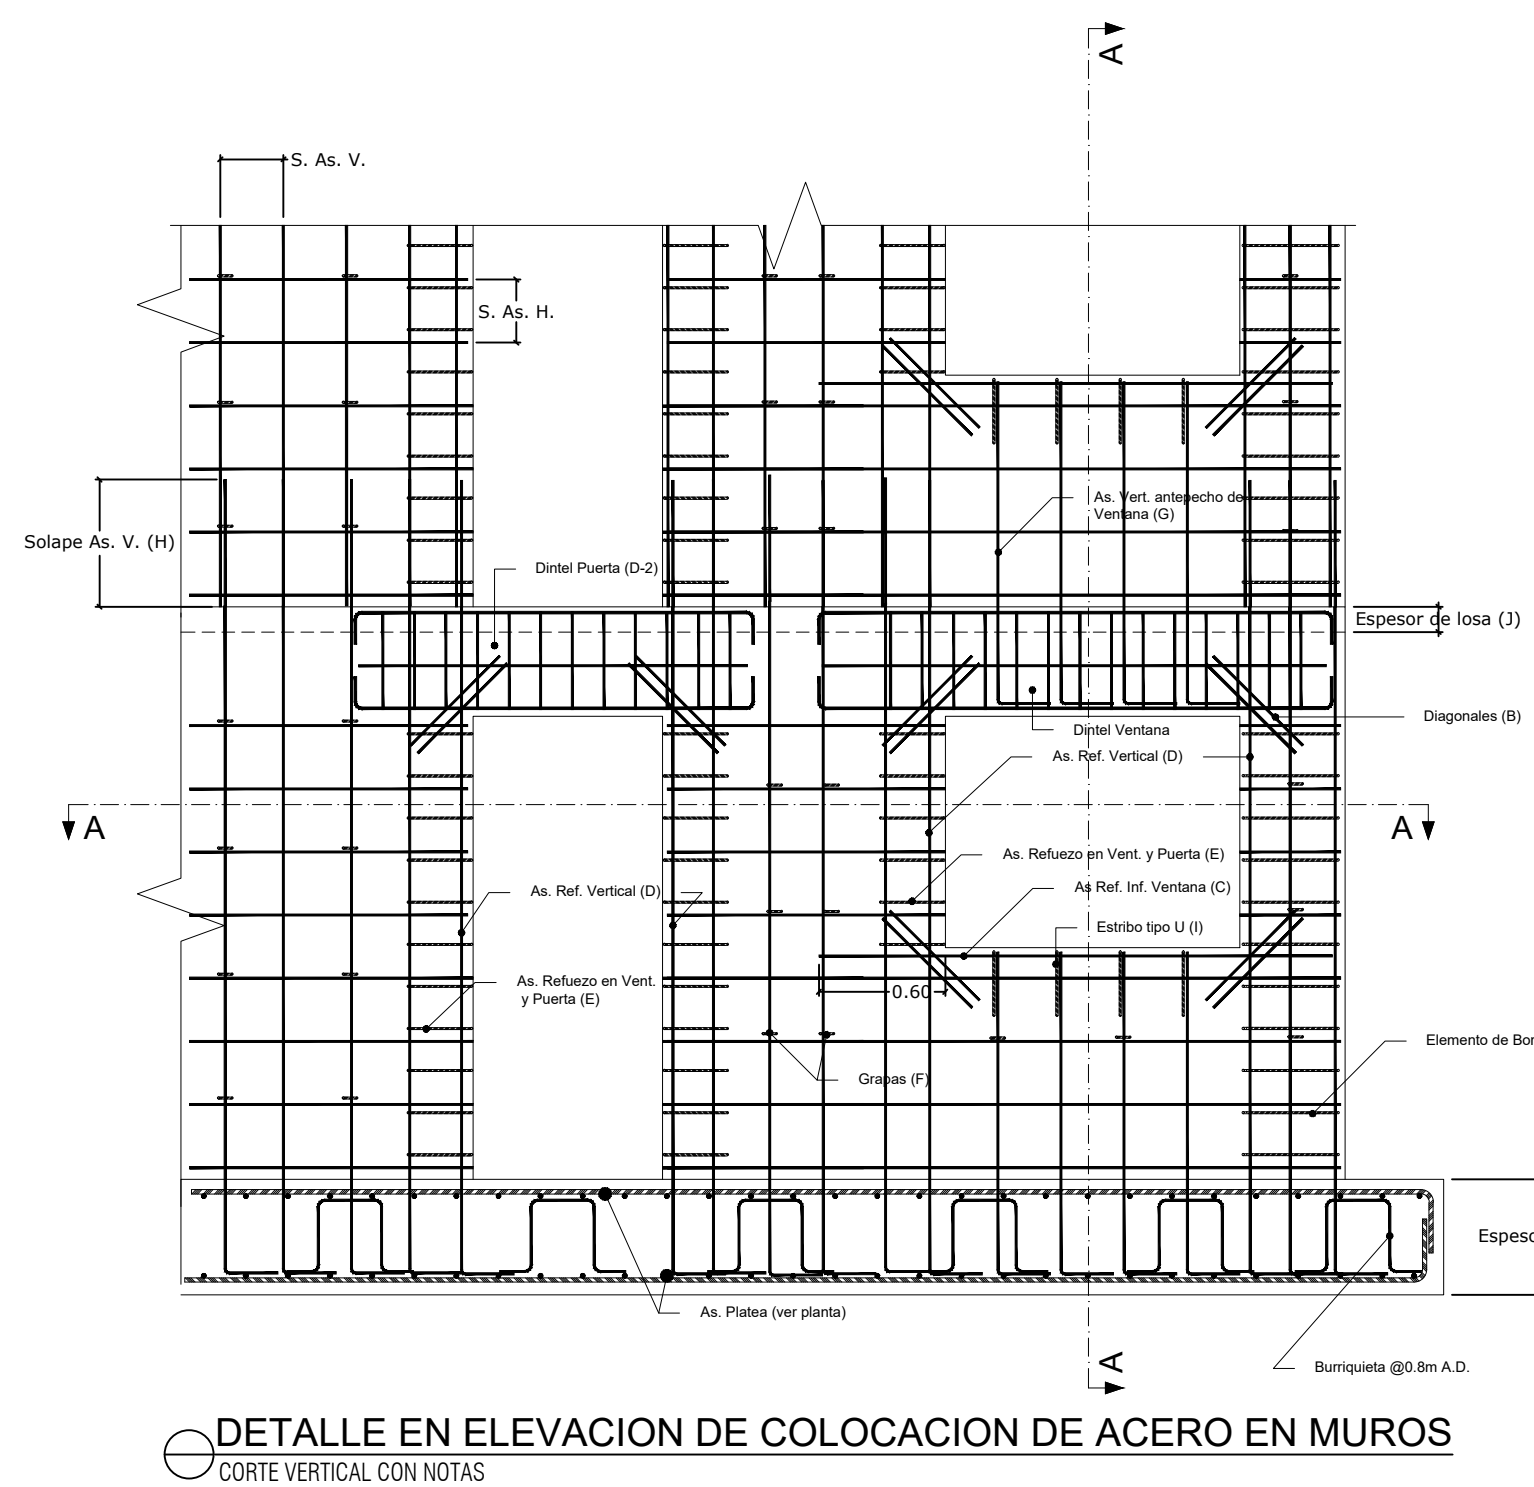 A
S. As. V.
S. As. H.
As. Vert. antepecho de
Ventana (G)
Solape As. V. (H)
Dintel Puerta (D-2)
Espesor de losa (J)
Diagonales (B)
Dintel Ventana
As. Ref. Vertical (D)
A
A
As. Refuezo en Vent. y Puerta (E)
As Ref. Inf. Ventana (C)
As. Ref. Vertical (D)
Estribo tipo U (I)
As. Refuezo en Vent.
y Puerta (E)
0.60
Elemento de Bor
Grapas (F)
Espeso
As. Platea (ver planta)
A
Burriquieta @0.8m A.D.
DETALLE EN ELEVACION DE COLOCACION DE ACERO EN MUROS
CORTE VERTICAL CON NOTAS